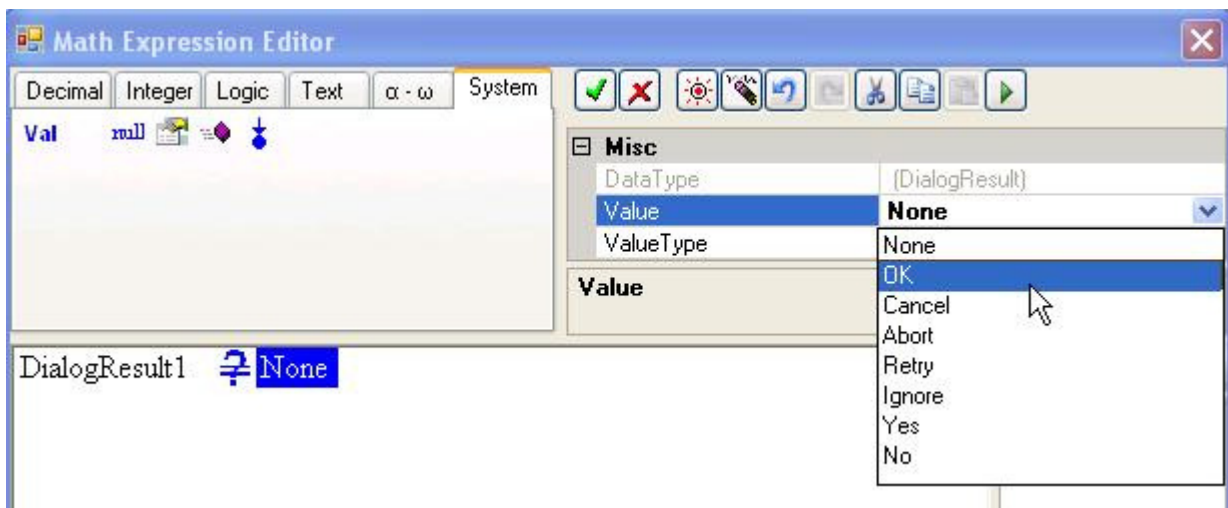 Math Expression Editor
Decimal Integer Logic Text α - ω System
Val null
Misc
DataType (DialogResult)
Value None
ValueType
None
OK
Cancel
Abort
Retry
Ignore
Yes
No
Value
DialogResult1 ≟ None